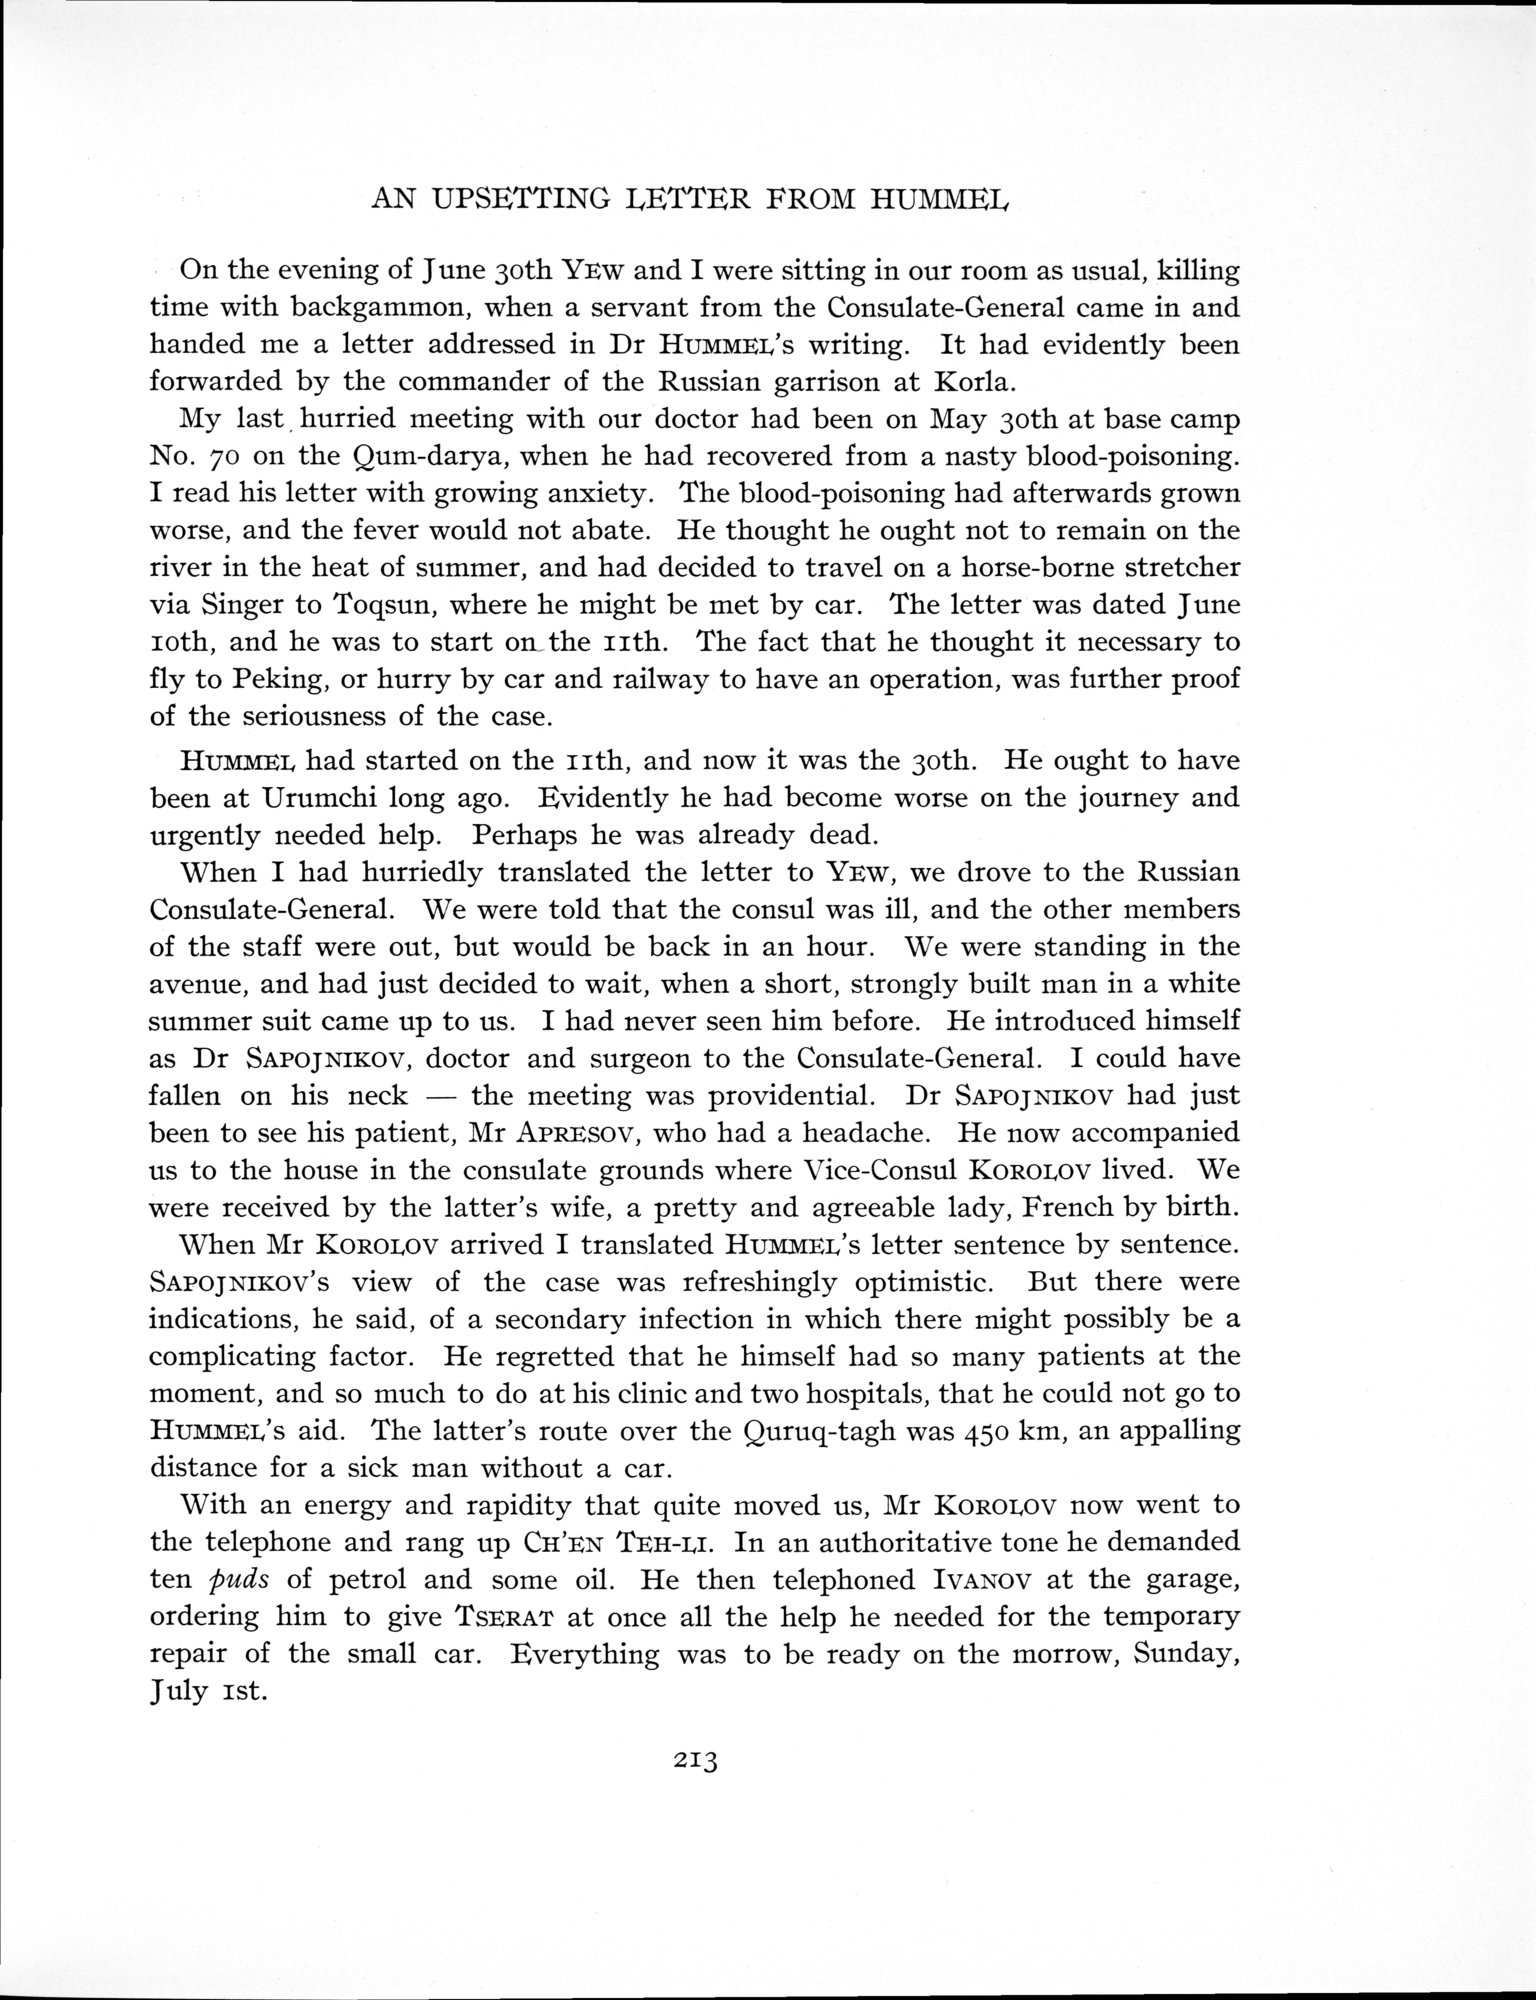 AN UPSETTING LETTER FROM HUMMEL
On the evening of June 30th YEW and I were sitting in our room as usual, killing
time with backgammon, when a servant from the Consulate-General came in and
handed me a letter addressed in Dr HUMMEL's writing. It had evidently been
forwarded by the commander of the Russian garrison at Korla.
My last hurried meeting with our doctor had been on May 30th at base camp
No. 70 on the Qum-darya, when he had recovered from a nasty blood-poisoning.
I read his letter with growing anxiety. The blood-poisoning had afterwards grown
worse, and the fever would not abate. He thought he ought not to remain on the
river in the heat of summer, and had decided to travel on a horse-borne stretcher
via Singer to Toqsun, where he might be met by car. The letter was dated June
10th, and he was to start on the 11th. The fact that he thought it necessary to
fly to Peking, or hurry by car and railway to have an operation, was further proof
of the seriousness of the case.
HUMMEL had started on the 11th, and now it was the 30th. He ought to have
been at Urumchi long ago. Evidently he had become worse on the journey and
urgently needed help. Perhaps he was already dead.
When I had hurriedly translated the letter to YEW, we drove to the Russian
Consulate-General. We were told that the consul was ill, and the other members
of the staff were out, but would be back in an hour. We were standing in the
avenue, and had just decided to wait, when a short, strongly built man in a white
summer suit came up to us. I had never seen him before. He introduced himself
as Dr SAPOJNIKOV, doctor and surgeon to the Consulate-General. I could have
fallen on his neck — the meeting was providential. Dr SAPOJNIKOV had just
been to see his patient, Mr APRESOV, who had a headache. He now accompanied
us to the house in the consulate grounds where Vice-Consul KOROLOV lived. We
were received by the latter's wife, a pretty and agreeable lady, French by birth.
When Mr KOROLOV arrived I translated HUMMEL's letter sentence by sentence.
SAPOJNIKOV's view of the case was refreshingly optimistic. But there were
indications, he said, of a secondary infection in which there might possibly be a
complicating factor. He regretted that he himself had so many patients at the
moment, and so much to do at his clinic and two hospitals, that he could not go to
HUMMEL's aid. The latter's route over the Quruq-tagh was 450 km, an appalling
distance for a sick man without a car.
With an energy and rapidity that quite moved us, Mr KOROLOV now went to
the telephone and rang up CH'EN TEH-LI. In an authoritative tone he demanded
ten puds of petrol and some oil. He then telephoned IVANOV at the garage,
ordering him to give TSERAT at once all the help he needed for the temporary
repair of the small car. Everything was to be ready on the morrow, Sunday,
July 1st.
213